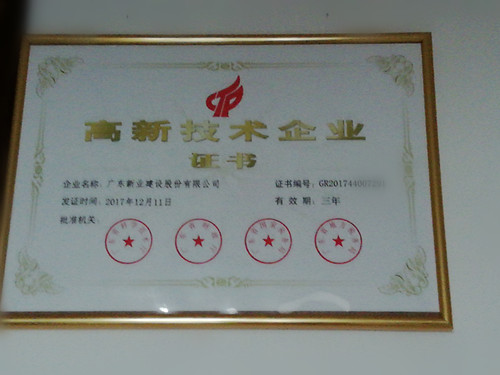 高新技术企业
证书
企业名称：广东新业建设股份有限公司 证书编号：GR20174400
发证时间：2017年12月11日 有 效 期：三年
批准机关：